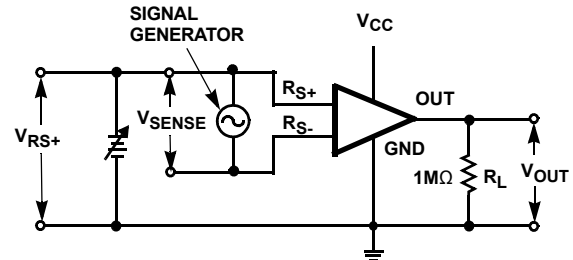 SIGNAL
GENERATOR
VCC
RS+
OUT
VRS+
VSENSE
RS-
GND
1MΩ
RL
VOUT